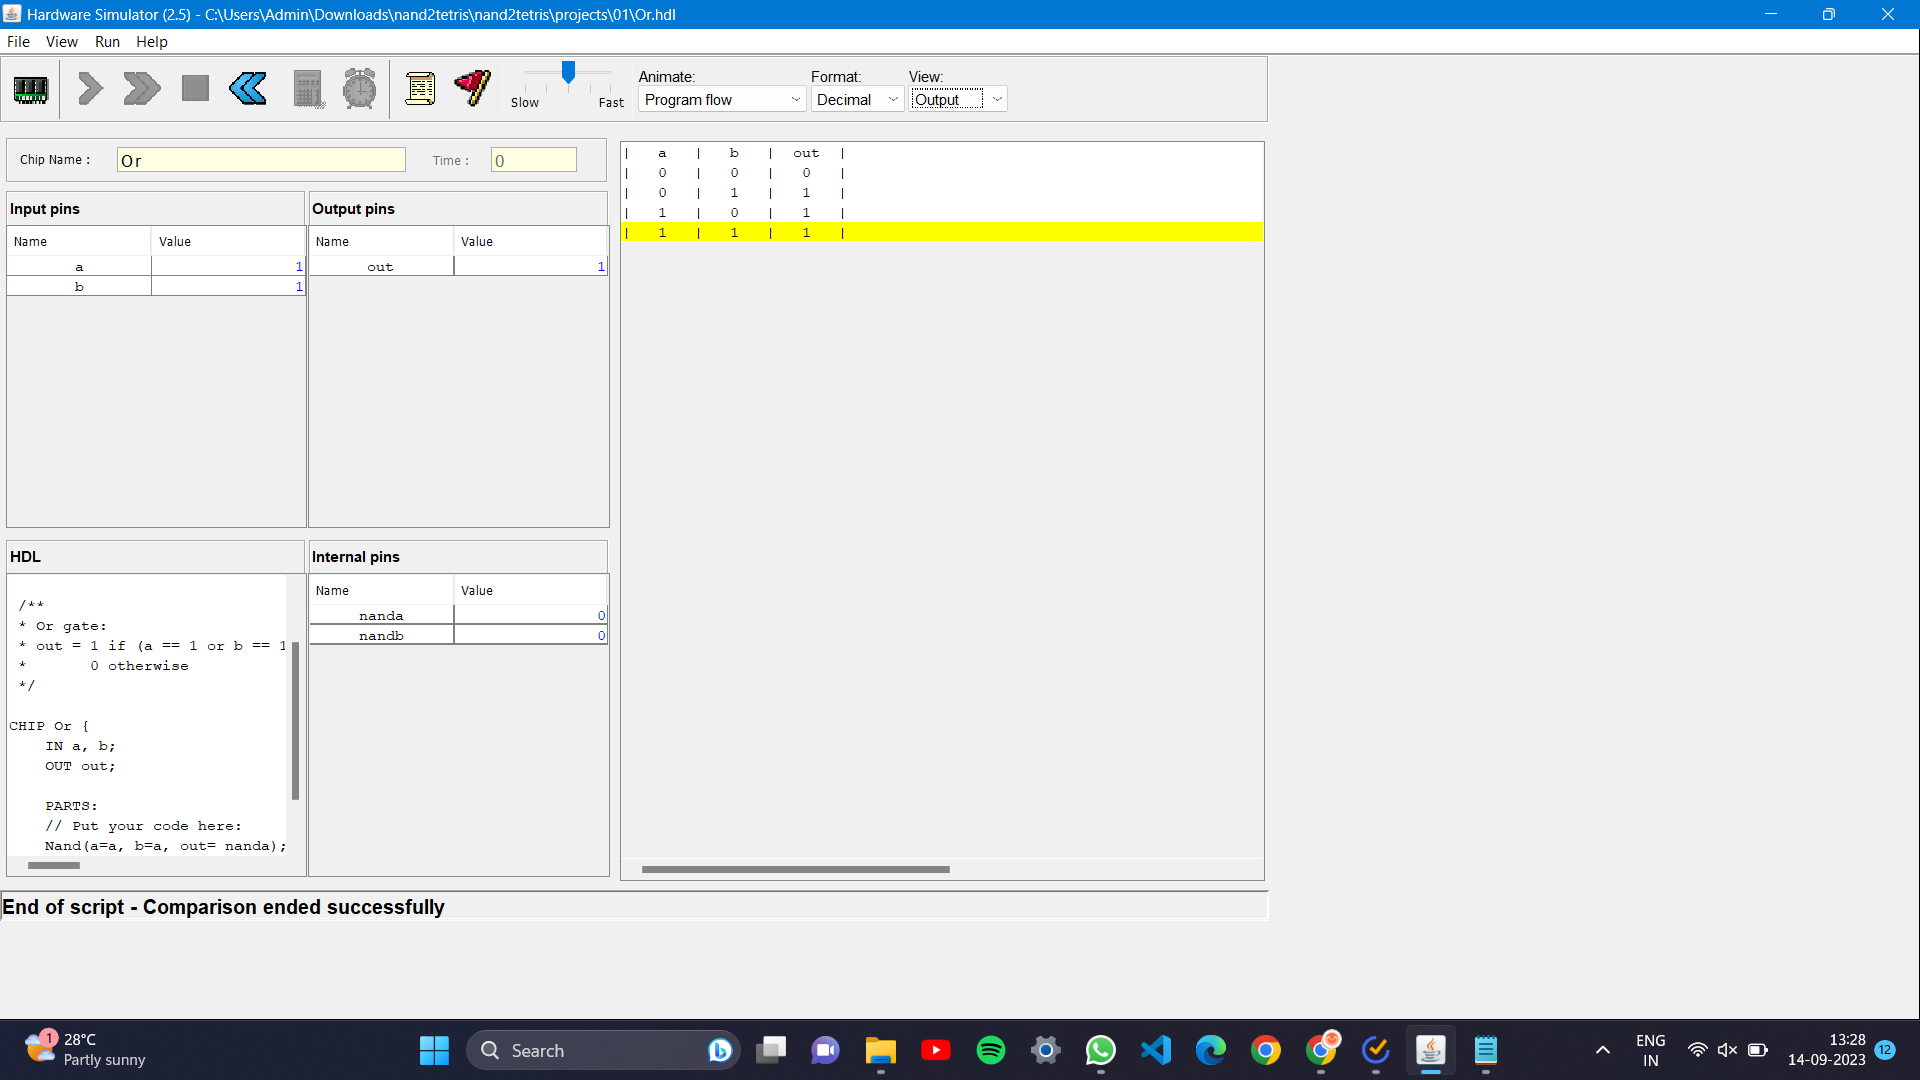 Hardware Simulator (2.5) - C:\Users\Admin\Downloads\nand2tetris\nand2tetris\projects\01\Or.hdl
File View Run Help
Animate: Format: View:
Slow Fast Program flow Decimal Output
Chip Name : Or Time : 0
Input pins
Name Value
a 1
b 1
Output pins
Name Value
out 1
| a | b | out |
| 0 | 0 | 0 |
| 0 | 1 | 1 |
| 1 | 0 | 1 |
| 1 | 1 | 1 |
HDL
/**
* Or gate:
* out = 1 if (a == 1 or b == 1
* 0 otherwise
*/
CHIP Or {
IN a, b;
OUT out;
PARTS:
// Put your code here:
Nand(a=a, b=a, out= nanda);
Internal pins
Name Value
nanda 0
nandb 0
End of script - Comparison ended successfully
1 28°C
Partly sunny
Search
ENG
IN
13:28
14-09-2023
12